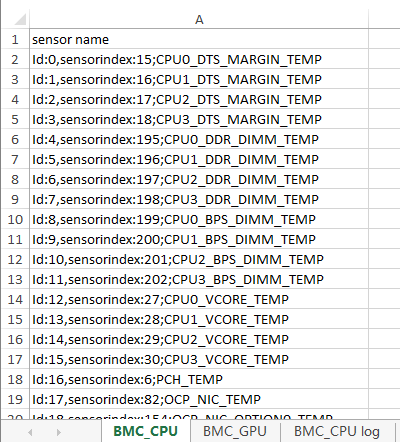 A
1 sensor name
2 Id:0,sensorindex:15;CPU0_DTS_MARGIN_TEMP
3 Id:1,sensorindex:16;CPU1_DTS_MARGIN_TEMP
4 Id:2,sensorindex:17;CPU2_DTS_MARGIN_TEMP
5 Id:3,sensorindex:18;CPU3_DTS_MARGIN_TEMP
6 Id:4,sensorindex:195;CPU0_DDR_DIMM_TEMP
7 Id:5,sensorindex:196;CPU1_DDR_DIMM_TEMP
8 Id:6,sensorindex:197;CPU2_DDR_DIMM_TEMP
9 Id:7,sensorindex:198;CPU3_DDR_DIMM_TEMP
10 Id:8,sensorindex:199;CPU0_BPS_DIMM_TEMP
11 Id:9,sensorindex:200;CPU1_BPS_DIMM_TEMP
12 Id:10,sensorindex:201;CPU2_BPS_DIMM_TEMP
13 Id:11,sensorindex:202;CPU3_BPS_DIMM_TEMP
14 Id:12,sensorindex:27;CPU0_VCORE_TEMP
15 Id:13,sensorindex:28;CPU1_VCORE_TEMP
16 Id:14,sensorindex:29;CPU2_VCORE_TEMP
17 Id:15,sensorindex:30;CPU3_VCORE_TEMP
18 Id:16,sensorindex:6;PCH_TEMP
19 Id:17,sensorindex:82;OCP_NIC_TEMP
20 Id:18,sensorindex:154;OCP_NIC_OPTION0_TEMP
BMC_CPU BMC_GPU BMC_CPU log